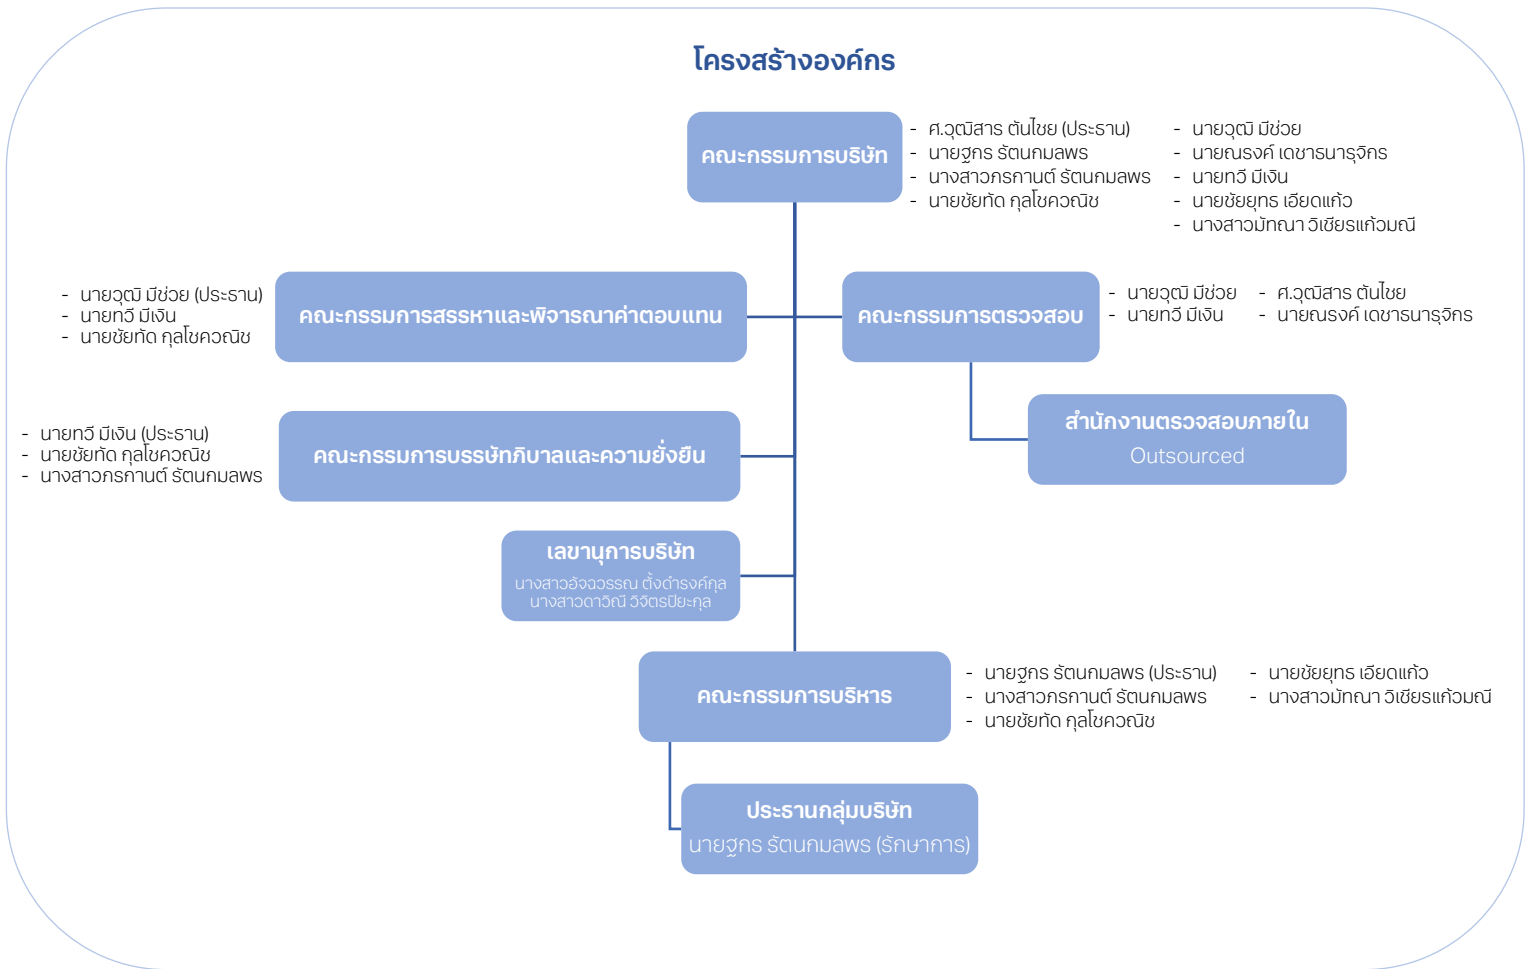 โครงสร้างองค์กร
คณะกรรมการบริษัท
- ศ.วุฒิสาร ตันไชย (ประธาน)
- นายฐกร รัตนกมลพร
- นางสาวกรกานต์ รัตนกมลพร
- นายชัยทัด กุลโชควณิช
- นายวุฒิ มีช่วย
- นายณรงค์ เดชาธนารุจิกร
- นายทวี มีเงิน
- นายชัยยุทธ เอียดแก้ว
- นางสาวมัทณา วิเชียรแก้วมณี
- นายวุฒิ มีช่วย (ประธาน)
- นายทวี มีเงิน
- นายชัยทัด กุลโชควณิช
คณะกรรมการสรรหาและพิจารณาค่าตอบแทน
คณะกรรมการตรวจสอบ
- นายวุฒิ มีช่วย
- นายทวี มีเงิน
- ศ.วุฒิสาร ตันไชย
- นายณรงค์ เดชาธนารุจิกร
- นายทวี มีเงิน (ประธาน)
- นายชัยทัด กุลโชควณิช
- นางสาวภรกานต์ รัตนกมลพร
คณะกรรมการบรรษัทภิบาลและความยั่งยืน
สำนักงานตรวจสอบภายใน
Outsourced
เลขานุการบริษัท
นางสาวอัจฉวรรณ ตั้งดำรงค์กุล
นางสาวดาวิณี วิจิตรปิยะกุล
คณะกรรมการบริหาร
- นายฐกร รัตนกมลพร (ประธาน)
- นางสาวภรกานต์ รัตนกมลพร
- นายชัยทัด กุลโชควณิช
- นายชัยยุทธ เอียดแก้ว
- นางสาวมัทณา วิเชียรแก้วมณี
ประธานกลุ่มบริษัท
นายฐกร รัตนกมลพร (รักษาการ)